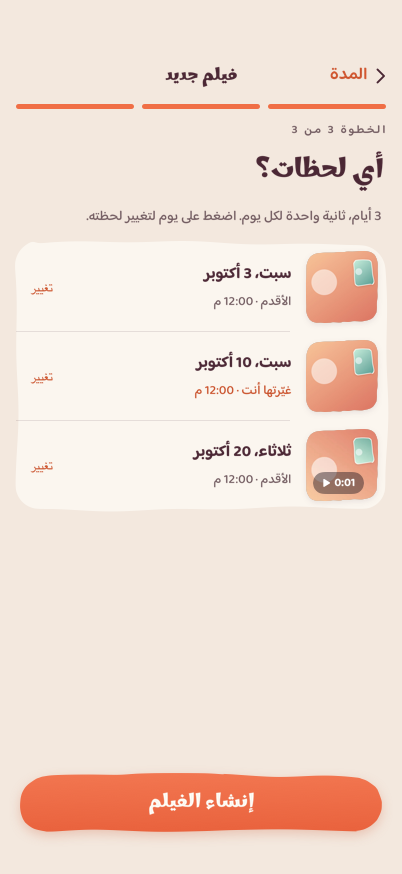 المدة
فيلم جديد
الخطوة 3 من 3
أي لحظات؟
3 أيام، ثانية واحدة لكل يوم. اضغط على يوم لتغيير لحظته.
سبت، 3 أكتوبر
الأقدم · 12:00 م
تغيير
سبت، 10 أكتوبر
غيّرتها أنت · 12:00 م
تغيير
ثلاثاء، 20 أكتوبر
الأقدم · 12:00 م
تغيير
0:01
إنشاء الفيلم